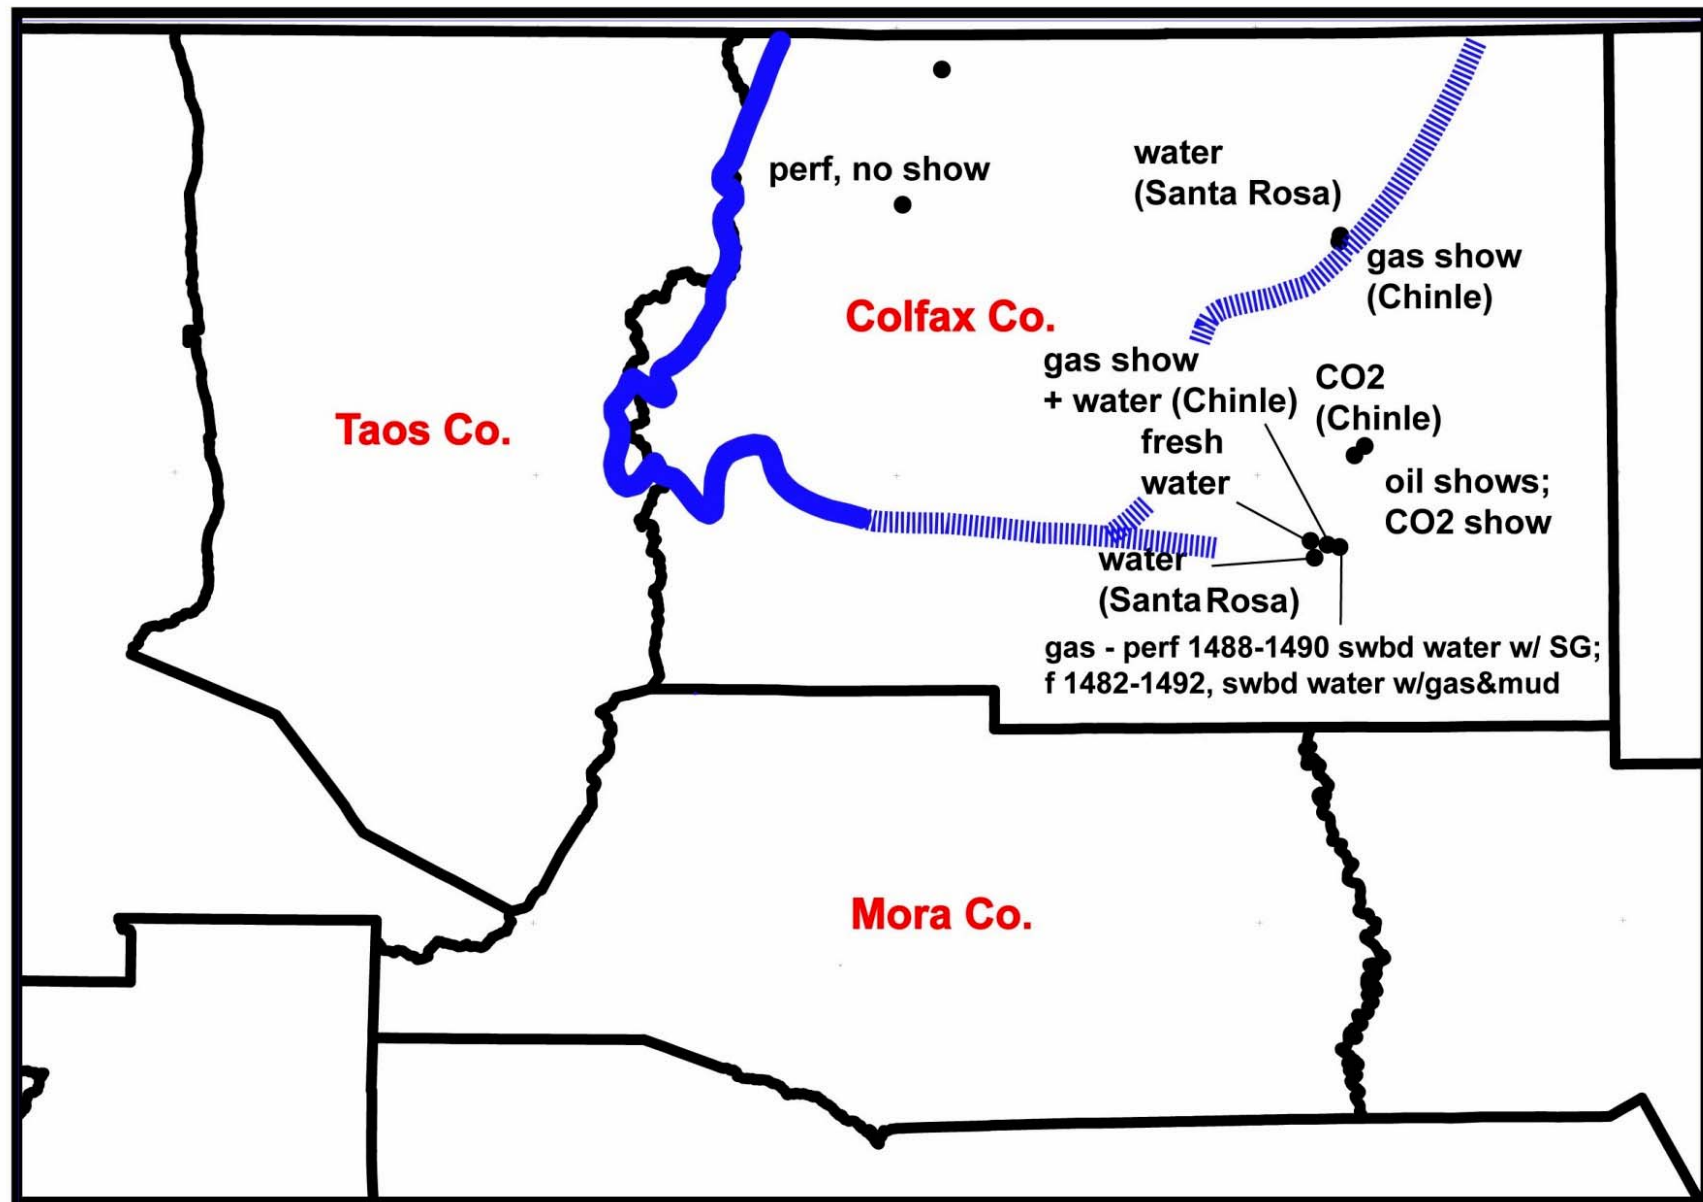 perf, no show
water
(Santa Rosa)
gas show
(Chinle)
Colfax Co.
gas show
+ water (Chinle)
CO2
(Chinle)
Taos Co.
fresh
water
oil shows;
CO2 show
water
(Santa Rosa)
gas - perf 1488-1490 swbd water w/ SG;
f 1482-1492, swbd water w/gas&mud
Mora Co.